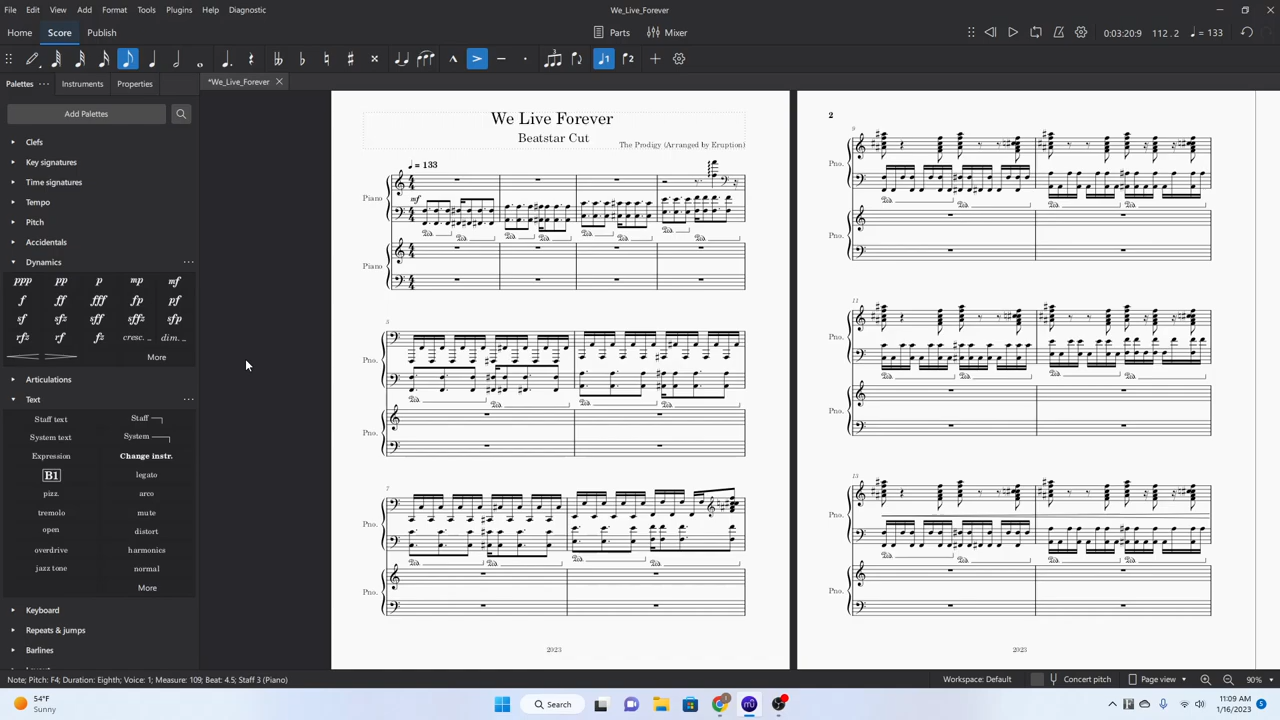 File Edit View Add Format Tools Plugins Help Diagnostic We_Live_Forever
Home Score Publish Parts Mixer 0:03:20:9 112 . 2 ♩ = 133
Palettes Instruments Properties *We_Live_Forever
Add Palettes
Clefs
Key signatures
Time signatures
Tempo
Pitch
Accidentals
Dynamics
ppp pp p mp mf
f ff fff fp pf
sf sfz sff sffz sfp
rfz rf fz cresc. _ dim. _
More
Articulations
Text
Staff text Staff
System text System
Expression Change instr.
B1 legato
pizz. arco
tremolo mute
open distort
overdrive harmonics
jazz tone normal
More
Keyboard
Repeats & jumps
Barlines
We Live Forever
Beatstar Cut
The Prodigy (Arranged by Eruption)
♩ = 133
Piano
mf
Piano
5
Pno.
Pno.
7
Pno.
Pno.
2023
2
9
Pno.
Pno.
11
Pno.
Pno.
13
Pno.
Pno.
2023
Note; Pitch: F4; Duration: Eighth; Voice: 1; Measure: 109; Beat: 4.5; Staff 3 (Piano) Workspace: Default Concert pitch Page view 90%
54°F
Sunny
Search
11:09 AM
1/16/2023
5